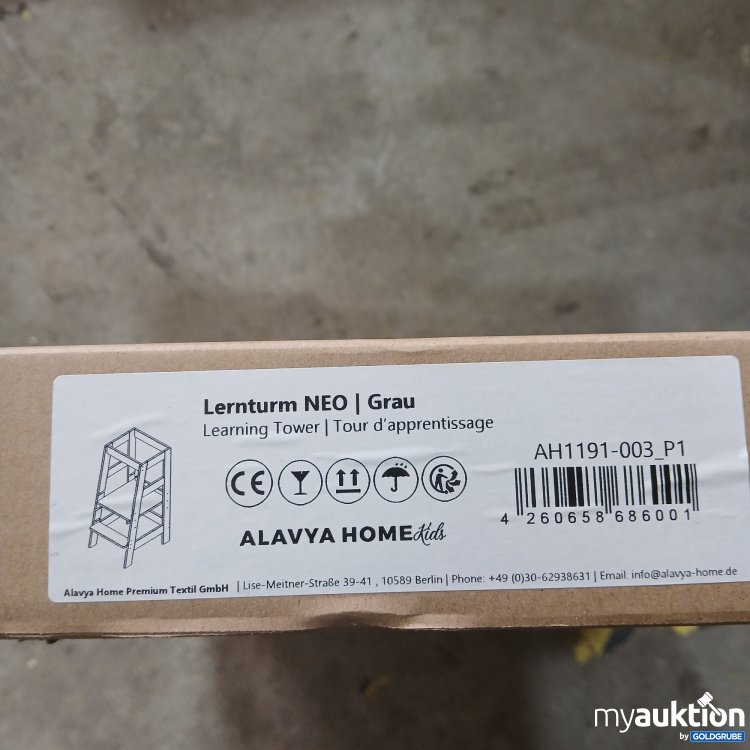 Lernturm NEO | Grau
Learning Tower | Tour d'apprentissage
AH1191-003_P1
CE
ALAVYA HOME Kids
4 260658 686001
Alavya Home Premium Textil GmbH | Lise-Meitner-Straße 39-41 , 10589 Berlin | Phone: +49 (0)30-62938631 | Email: info@alavya-home.de
myauktion
by GOLDGRUBE